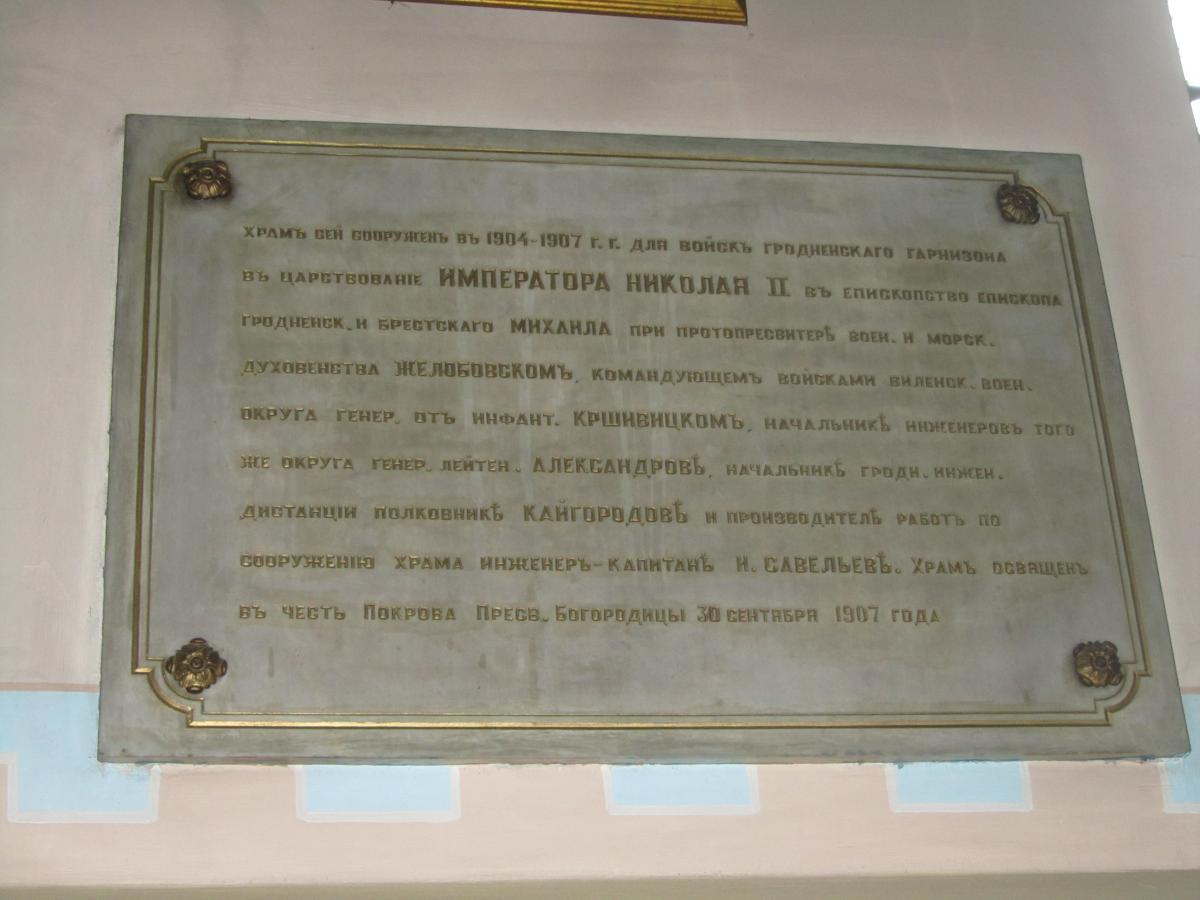 Храмъ сей сооруженъ въ 1904-1907 г.г. для войскъ Гродненскаго гарнизона
въ царствованіе ИМПЕРАТОРА НИКОЛАЯ II въ епископство епископа
Гродненск. и Брестскаго МИХАИЛА при протопресвитерѣ воен. и морск.
духовенства ЖЕЛОБОВСКОМЪ, командующемъ войсками Виленск. воен.
округа генер. отъ инфант. КРШИВИЦКОМЪ, начальникѣ инженеровъ того
же округа генер. лейтен. АЛЕКСАНДРОВѢ, начальникѣ Гродн. инжен.
дистанціи полковникѣ КАЙГОРОДОВѢ и производителѣ работъ по
сооруженію храма инженеръ-капитанѣ И. САВЕЛЬЕВѢ. Храмъ освященъ
въ честь Покрова Пресв. Богородицы 30 сентября 1907 года